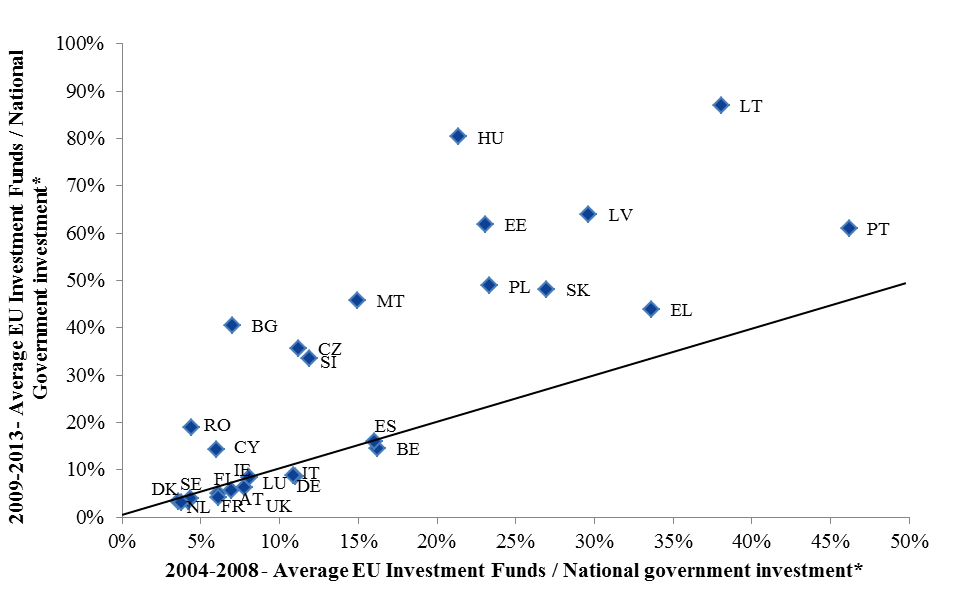 2009-2013 - Average EU Investment Funds / National
Government investment*
100%
90%
80%
70%
60%
50%
40%
30%
20%
10%
0%
LT
HU
LV
EE
PT
PL
SK
MT
EL
BG
CZ
SI
RO
ES
CY
BE
IE
IT
FI
LU
DE
SE
DK
AT
NL
FR
UK
0%
5%
10%
15%
20%
25%
30%
35%
40%
45%
50%
2004-2008 - Average EU Investment Funds / National government investment*